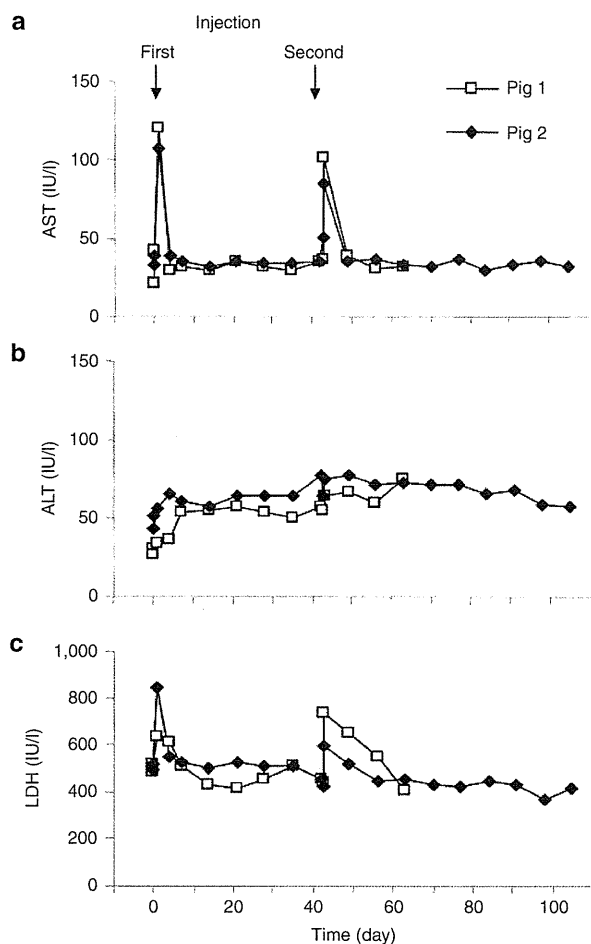 a
Injection
First
Second
Pig 1
Pig 2
AST (IU/l)
150
100
50
0
b
ALT (IU/l)
150
100
50
0
c
LDH (IU/l)
1,000
800
600
400
200
0
0 20 40 60 80 100
Time (day)